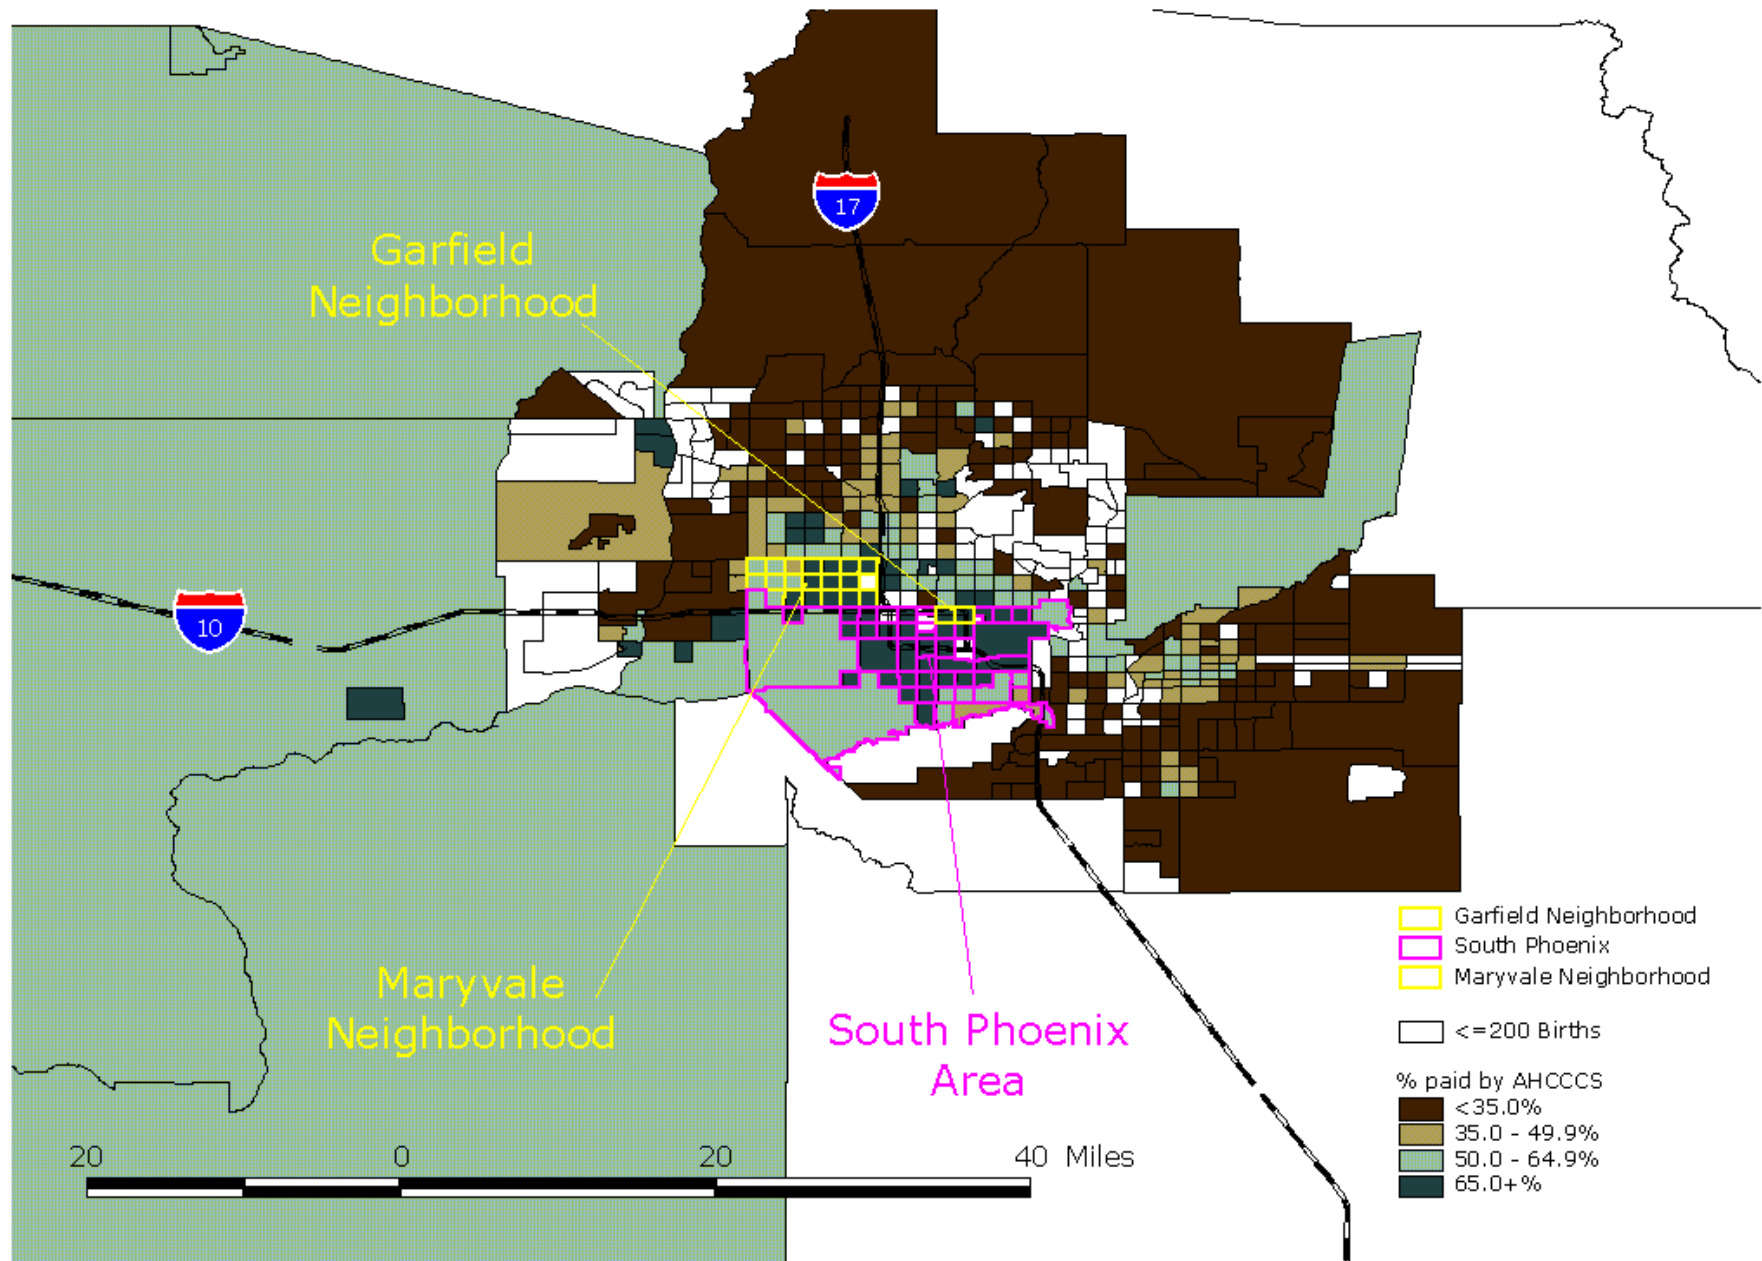 17
Garfield
Neighborhood
10
Maryvale
Neighborhood
South Phoenix
Area
Garfield Neighborhood
South Phoenix
Maryvale Neighborhood
<=200 Births
% paid by AHCCCS
<35.0%
35.0 - 49.9%
50.0 - 64.9%
65.0+%
20 0 20 40 Miles